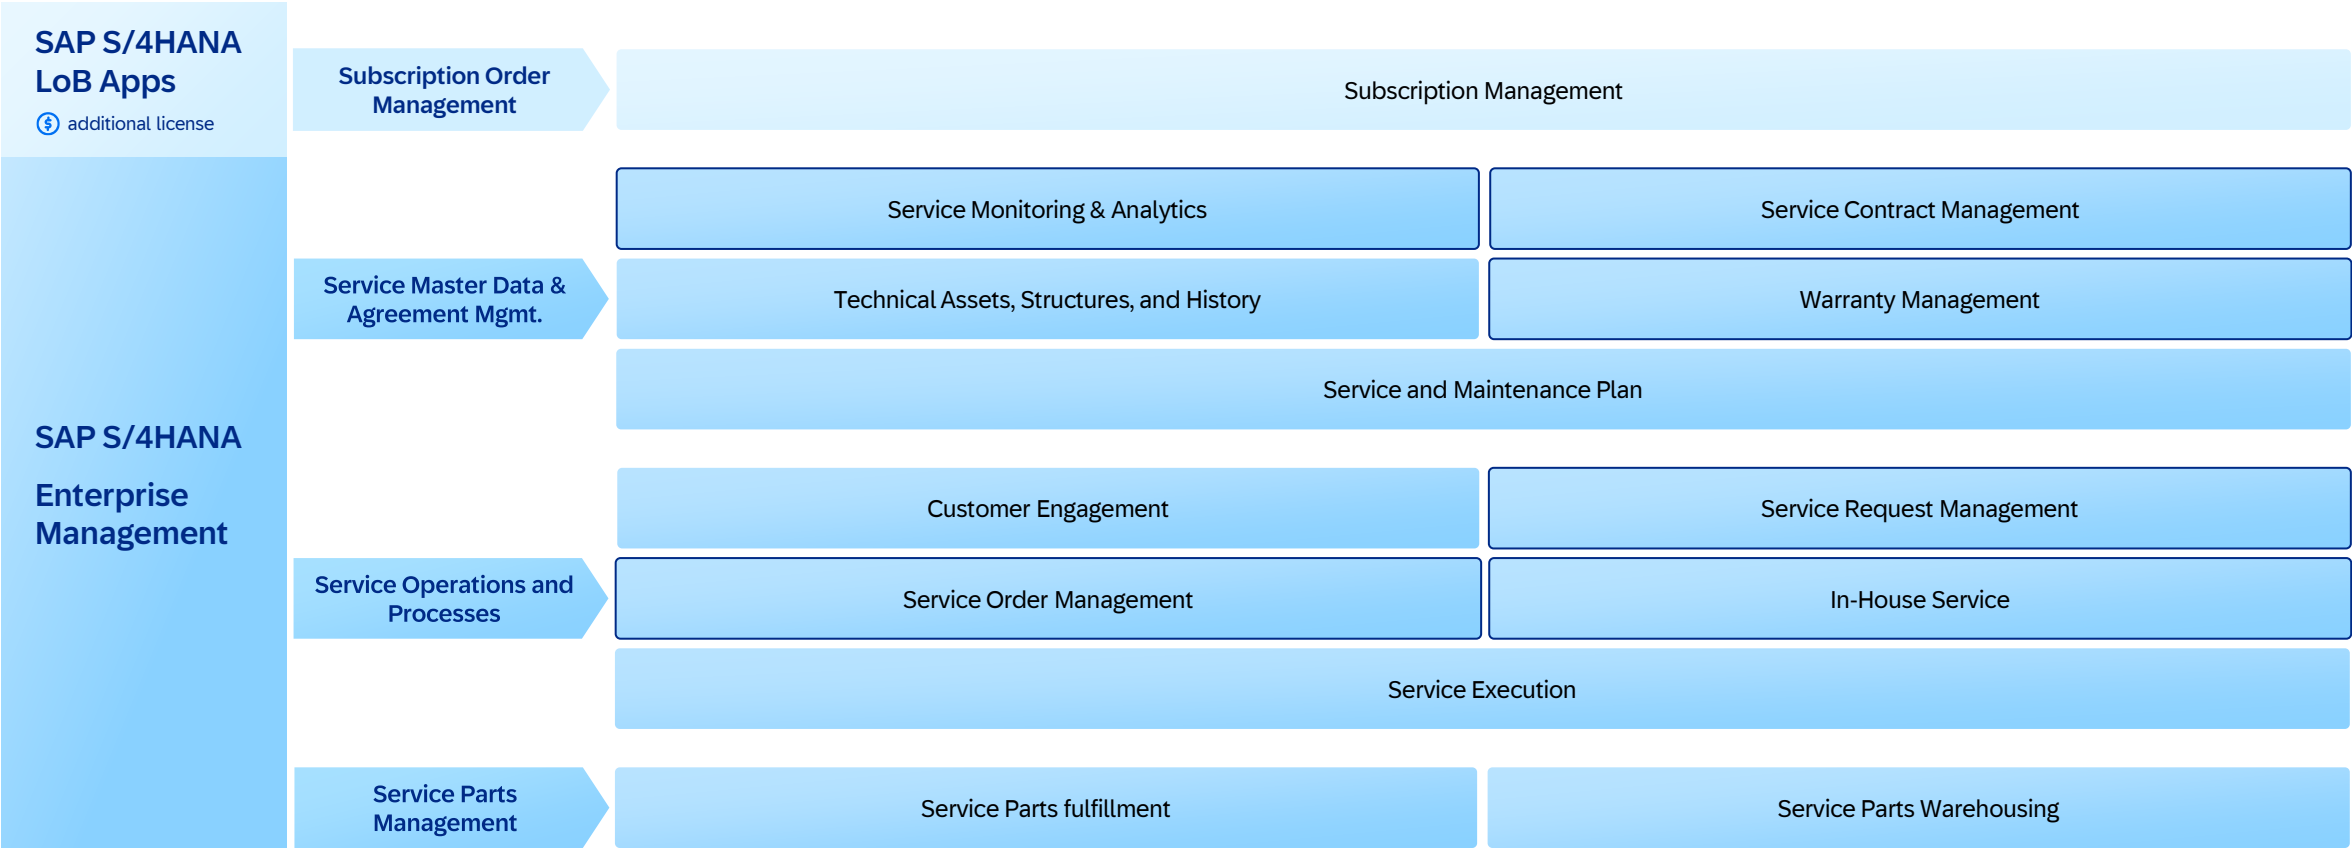 SAP S/4HANA
LoB Apps
additional license
Subscription Order
Management
Subscription Management
SAP S/4HANA
Enterprise
Management
Service Master Data &
Agreement Mgmt.
Service Monitoring & Analytics
Service Contract Management
Technical Assets, Structures, and History
Warranty Management
Service and Maintenance Plan
Service Operations and
Processes
Customer Engagement
Service Request Management
Service Order Management
In-House Service
Service Execution
Service Parts
Management
Service Parts fulfillment
Service Parts Warehousing